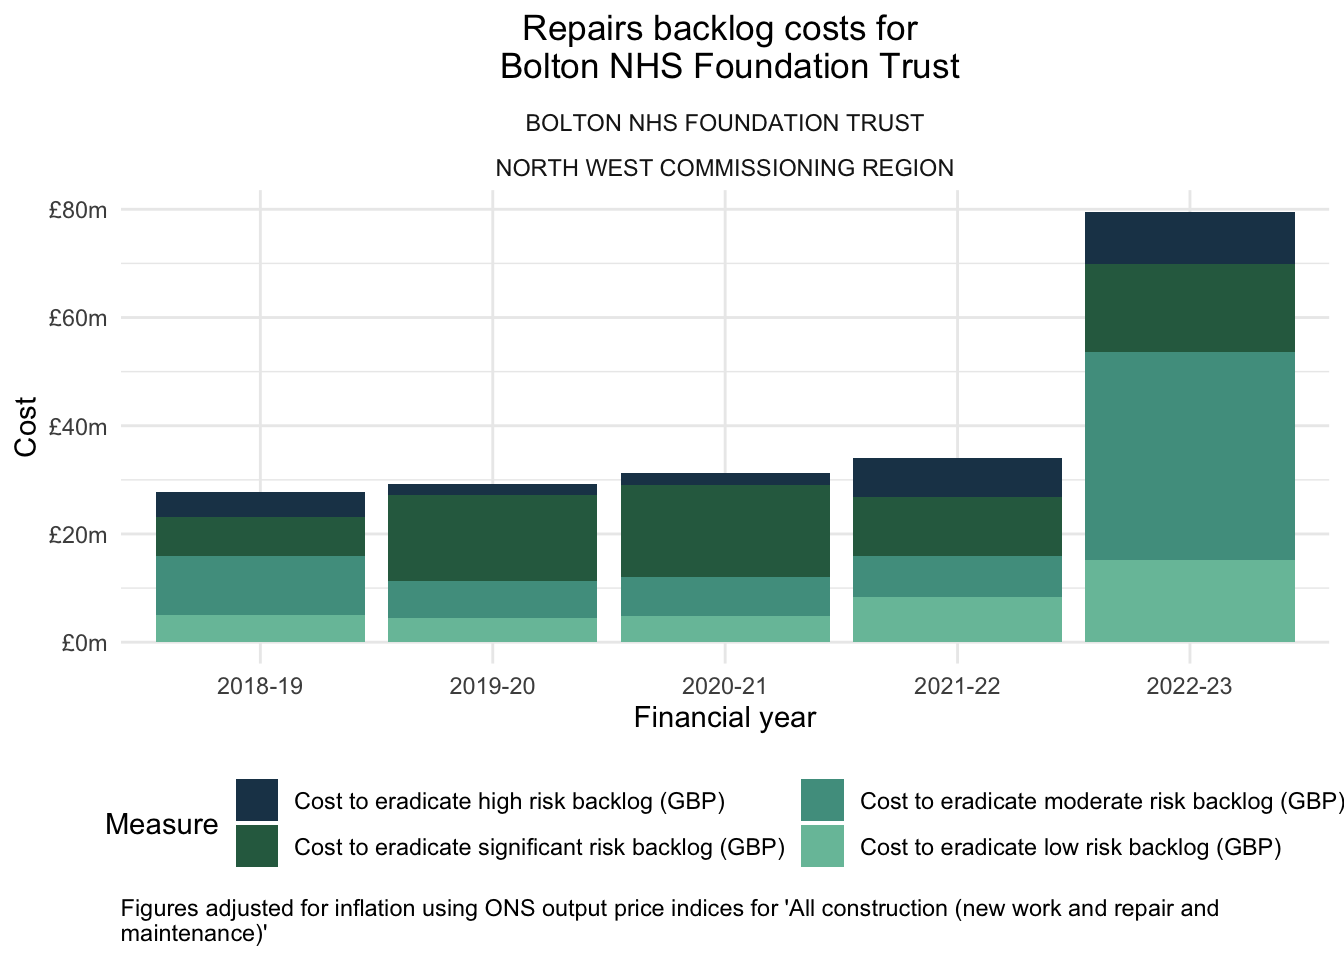 Repairs backlog costs for
Bolton NHS Foundation Trust
BOLTON NHS FOUNDATION TRUST
NORTH WEST COMMISSIONING REGION
£80m
£60m
£40m
£20m
£0m
Cost
2018-19
2019-20
2020-21
2021-22
2022-23
Financial year
Measure
Cost to eradicate high risk backlog (GBP)
Cost to eradicate significant risk backlog (GBP)
Cost to eradicate moderate risk backlog (GBP)
Cost to eradicate low risk backlog (GBP)
Figures adjusted for inflation using ONS output price indices for 'All construction (new work and repair and
maintenance)'